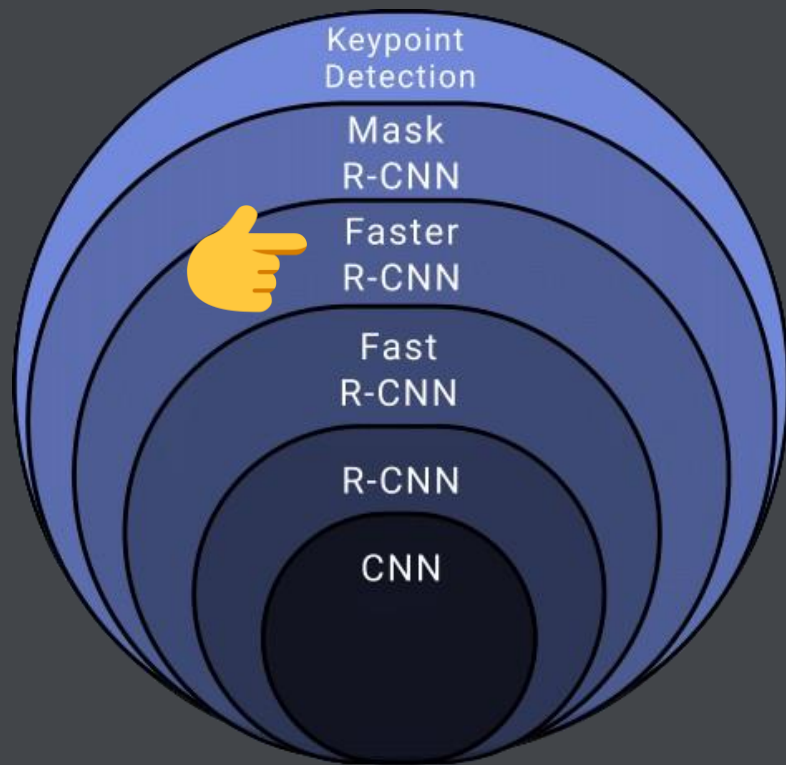 Keypoint
Detection
Mask
R-CNN
Faster
R-CNN
Fast
R-CNN
R-CNN
CNN